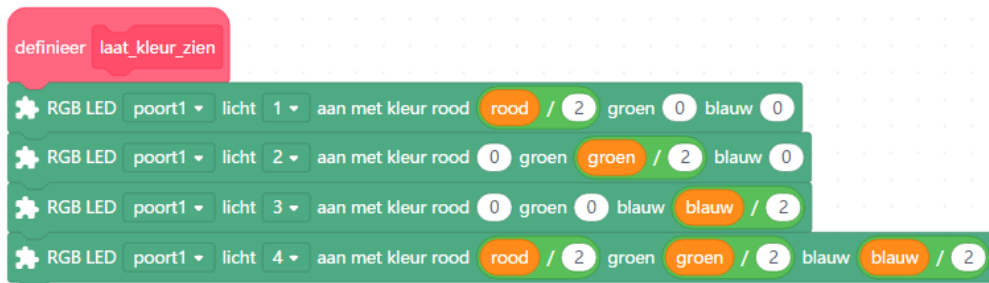 definieer laat_kleur_zien
RGB LED poort1 licht 1 aan met kleur rood rood / 2 groen 0 blauw 0
RGB LED poort1 licht 2 aan met kleur rood 0 groen groen / 2 blauw 0
RGB LED poort1 licht 3 aan met kleur rood 0 groen 0 blauw blauw / 2
RGB LED poort1 licht 4 aan met kleur rood rood / 2 groen groen / 2 blauw blauw / 2